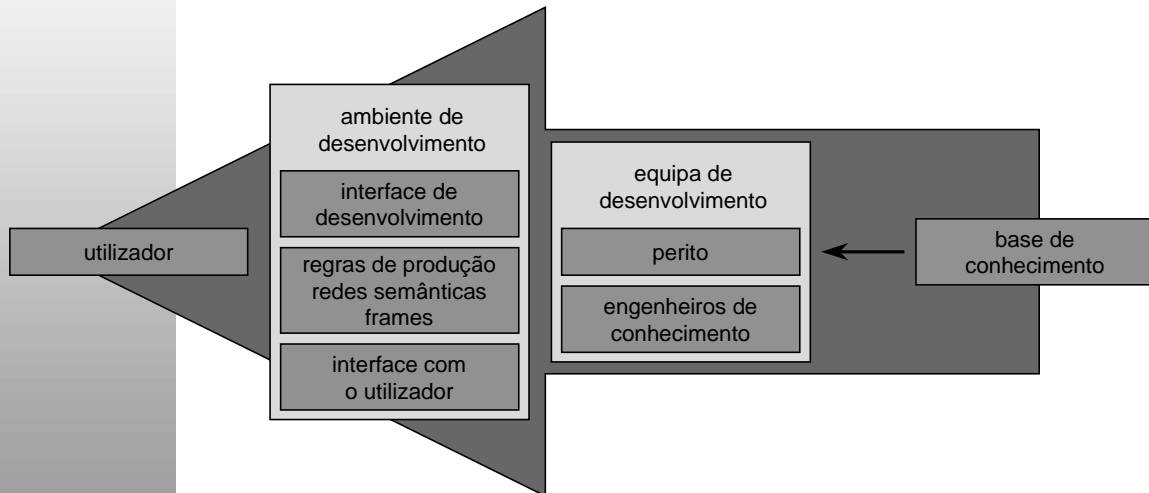 utilizador
ambiente de
desenvolvimento
interface de
desenvolvimento
regras de produção
redes semânticas
frames
interface com
o utilizador
equipa de
desenvolvimento
perito
engenheiros de
conhecimento
base de
conhecimento